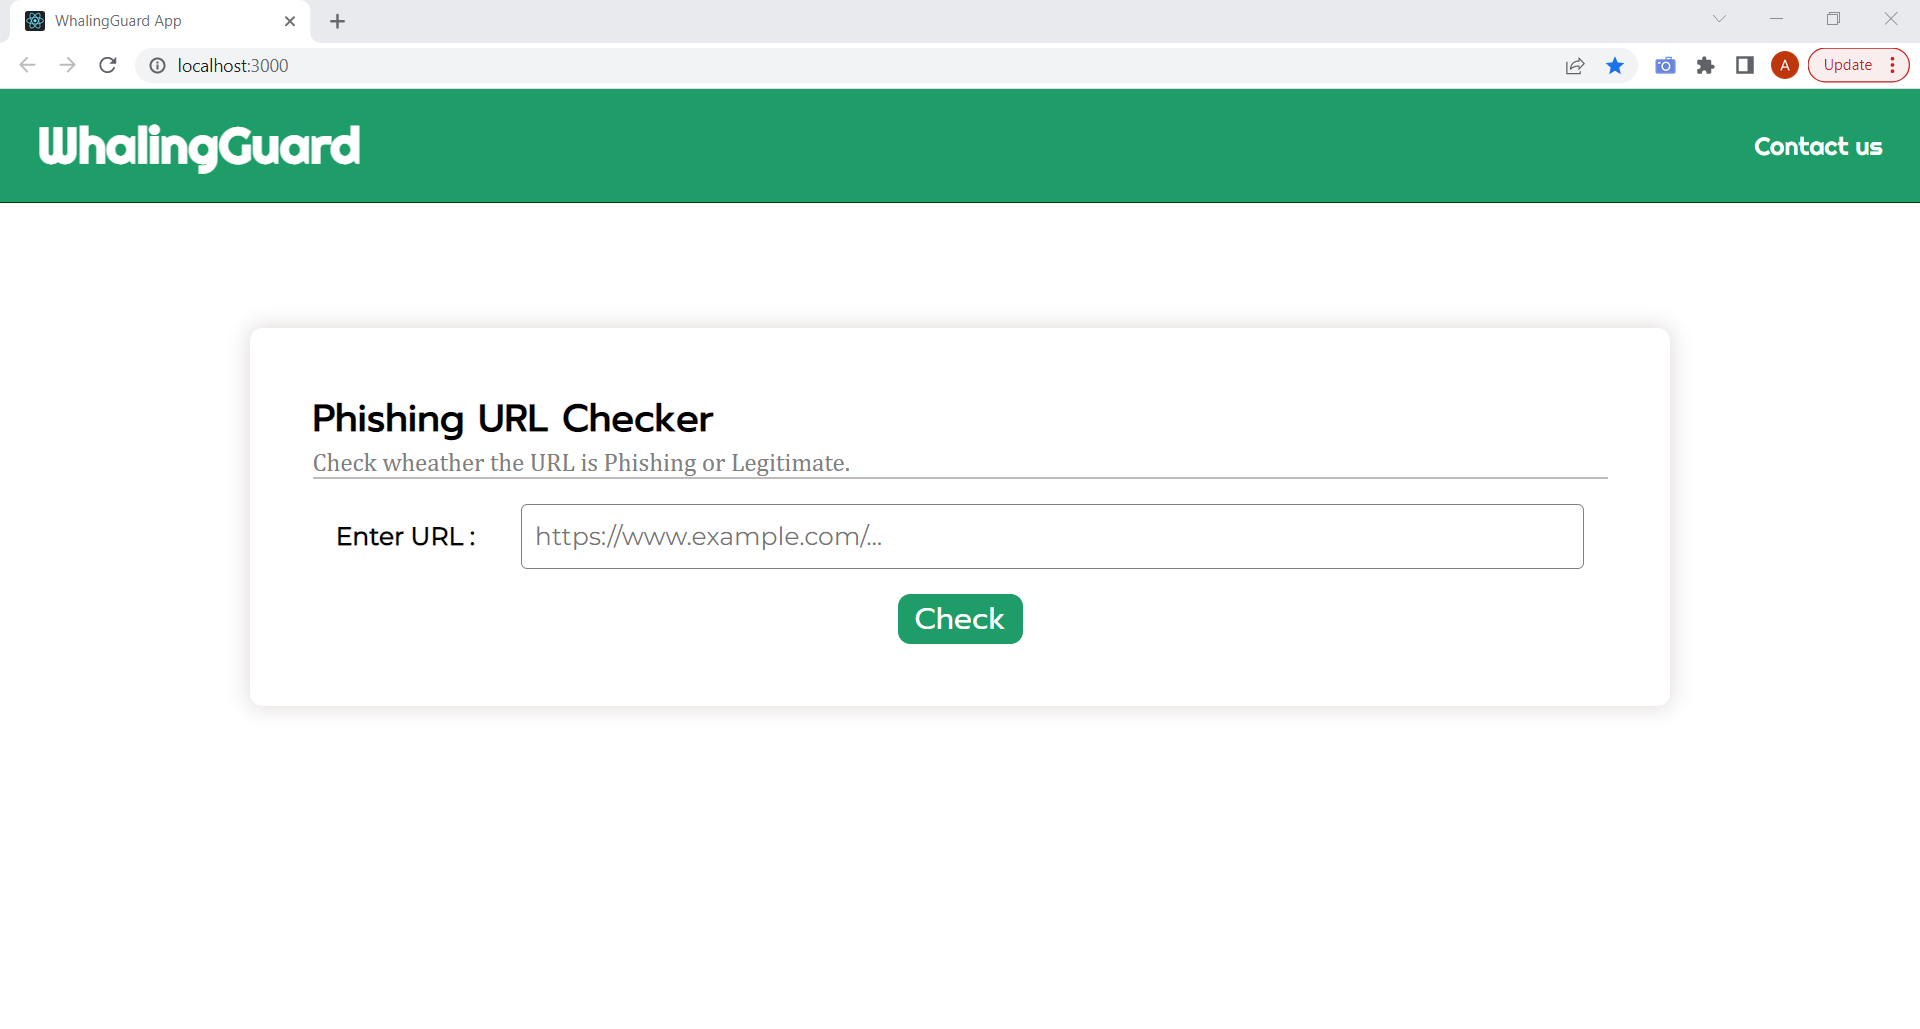 WhalingGuard App
localhost:3000
A
Update
WhalingGuard
Contact us
Phishing URL Checker
Check wheather the URL is Phishing or Legitimate.
Enter URL :
https://www.example.com/...
Check